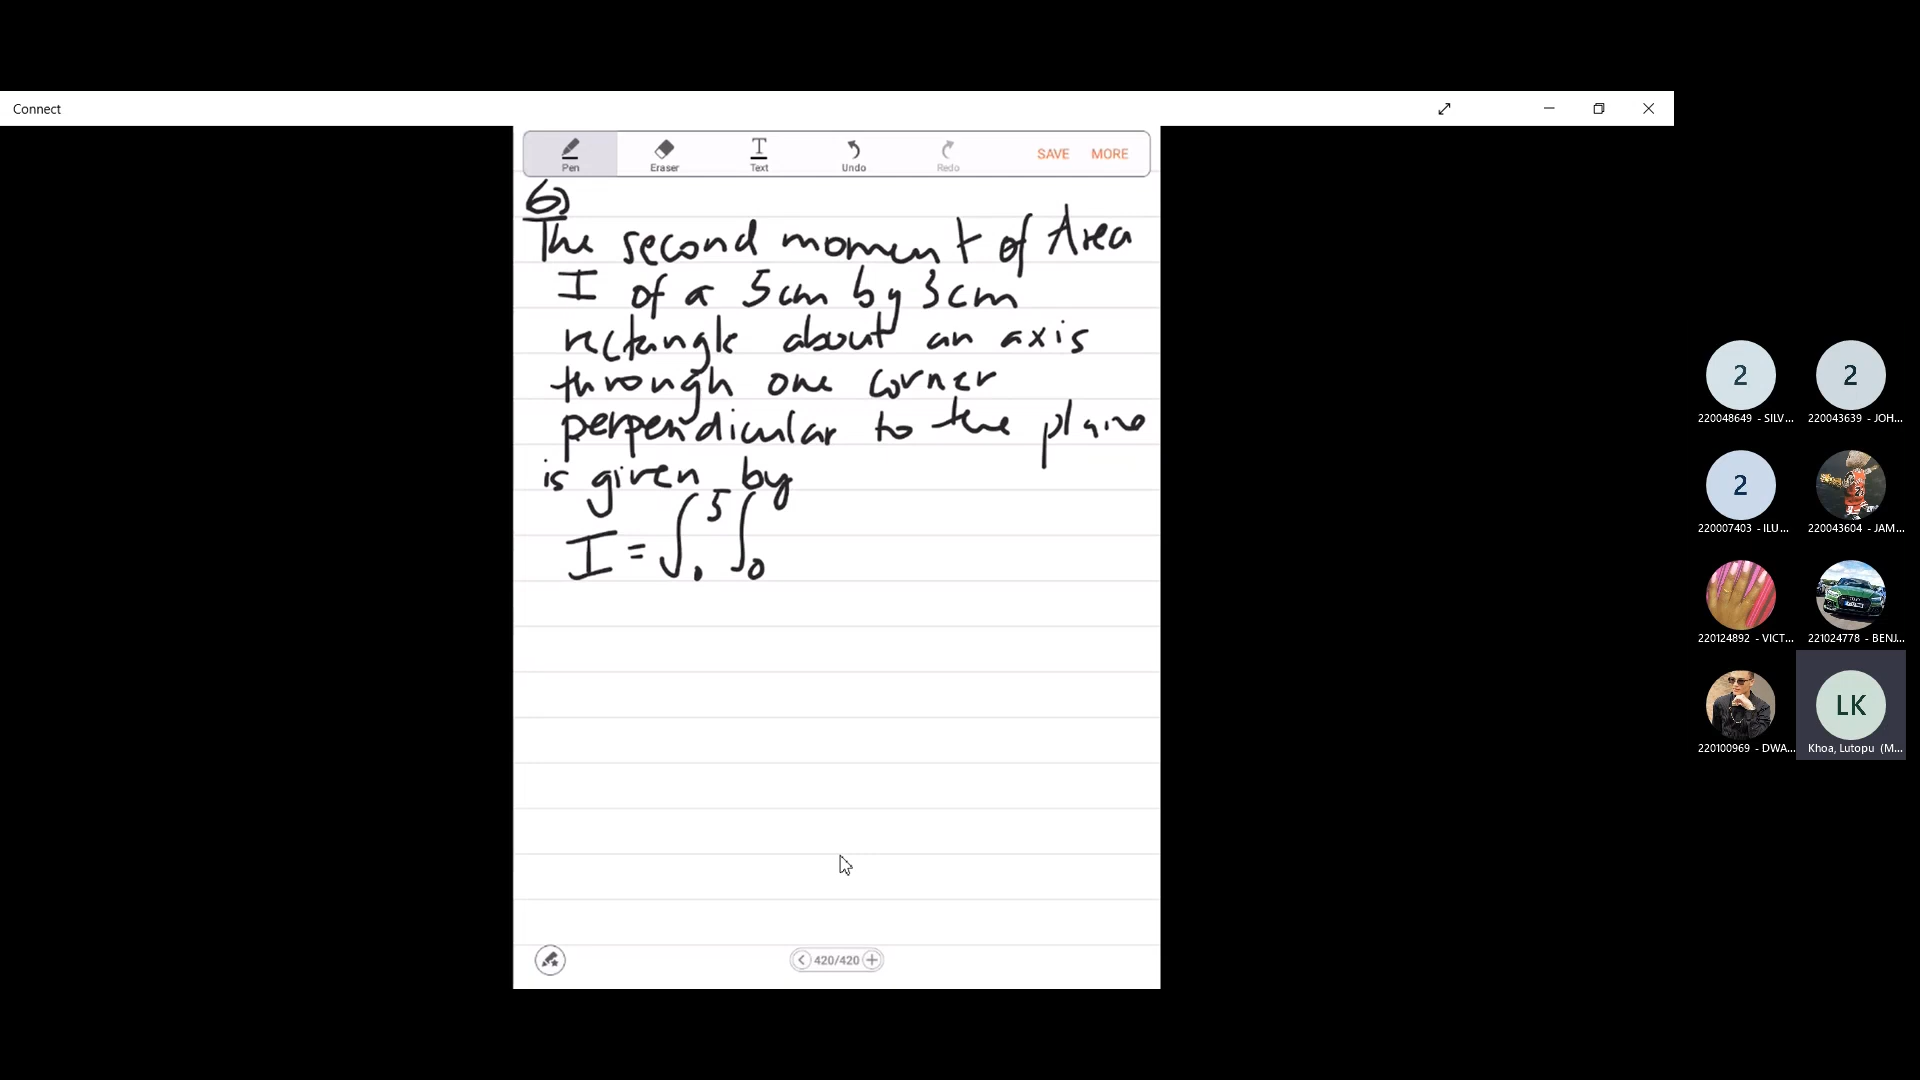 Connect
Pen
Eraser
Text
Undo
Redo
SAVE
MORE
6)
The second moment of Area
I of a 5cm by 3cm
rectangle about an axis
through one corner
perpendicular to the plane
is given by
I = ∫₀⁵ ∫₀
420/420
2
220048649 - SILV...
2
220043639 - JOH...
2
220007403 - ILU...
220043604 - JAM...
220124892 - VICT...
221024778 - BENJ...
220100969 - DWA...
LK
Khoa, Lutopu (M...